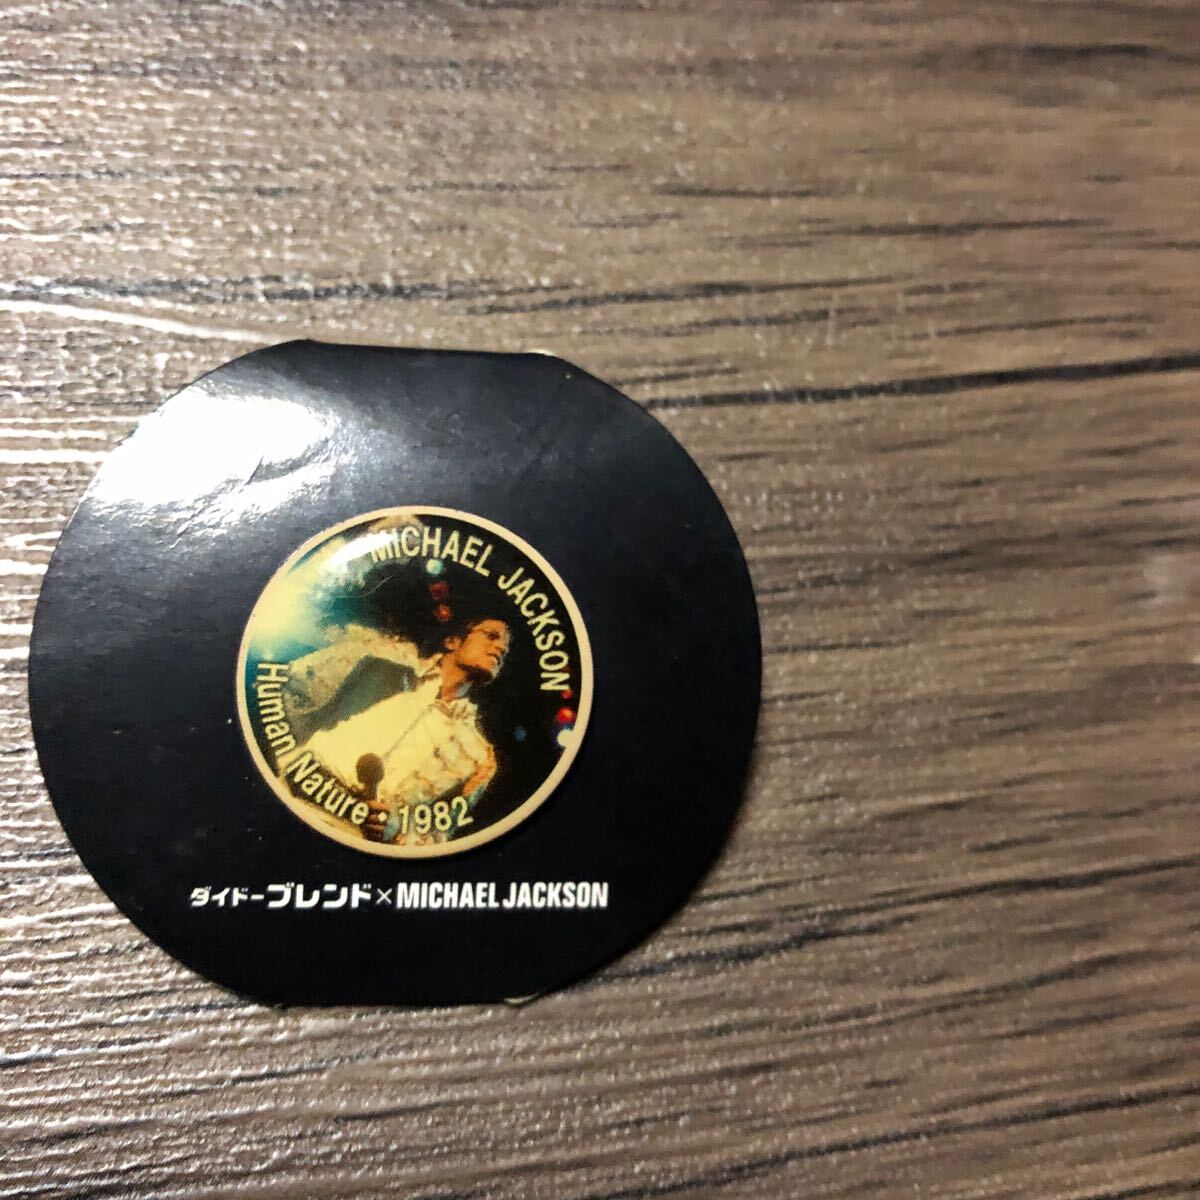 MICHAEL JACKSON
Human Nature・1982
ダイドーブレンド×MICHAEL JACKSON